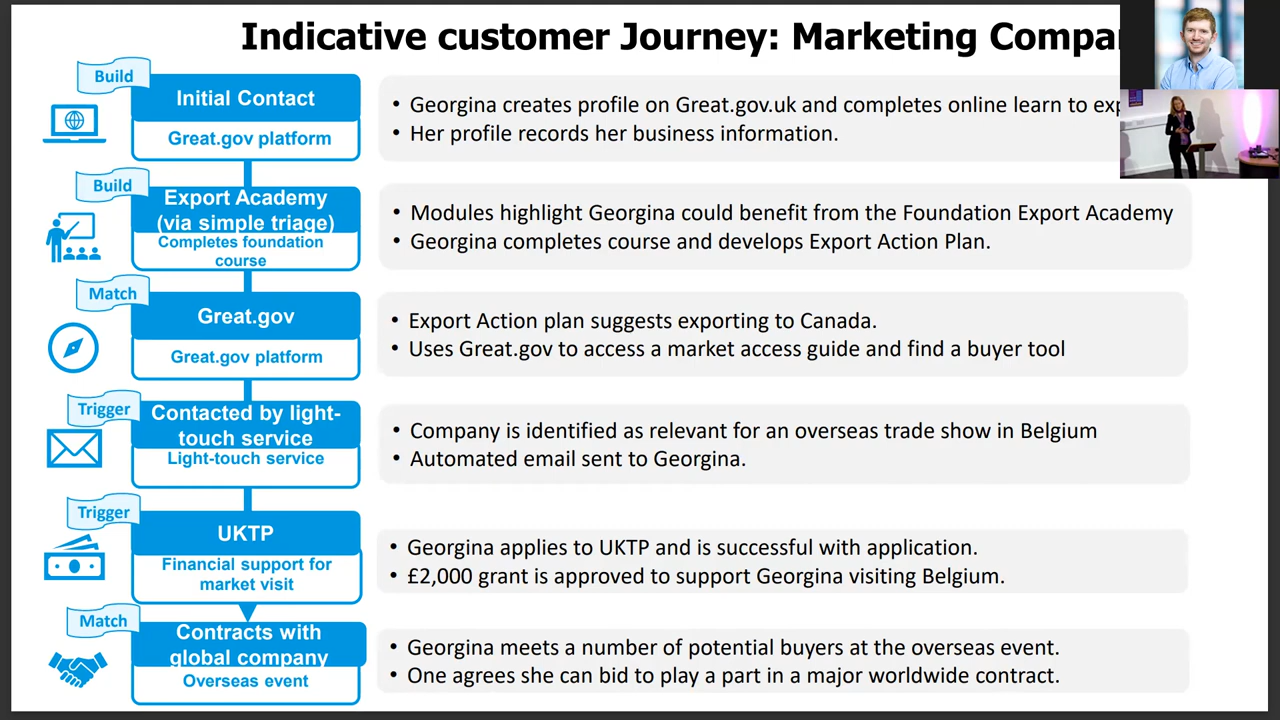 Indicative customer Journey: Marketing
Build
Initial Contact
Great.gov platform
• Georgina creates profile on Great.gov.uk and completes online learn to
• Her profile records her business information.
Build
Export Academy
(via simple triage)
Completes foundation
course
• Modules highlight Georgina could benefit from the Foundation Export Academy
• Georgina completes course and develops Export Action Plan.
Match
Great.gov
Great.gov platform
• Export Action plan suggests exporting to Canada.
• Uses Great.gov to access a market access guide and find a buyer tool
Trigger
Contacted by light-
touch service
Light-touch service
• Company is identified as relevant for an overseas trade show in Belgium
• Automated email sent to Georgina.
Trigger
UKTP
Financial support for
market visit
• Georgina applies to UKTP and is successful with application.
• £2,000 grant is approved to support Georgina visiting Belgium.
Match
Contracts with
global company
Overseas event
• Georgina meets a number of potential buyers at the overseas event.
• One agrees she can bid to play a part in a major worldwide contract.